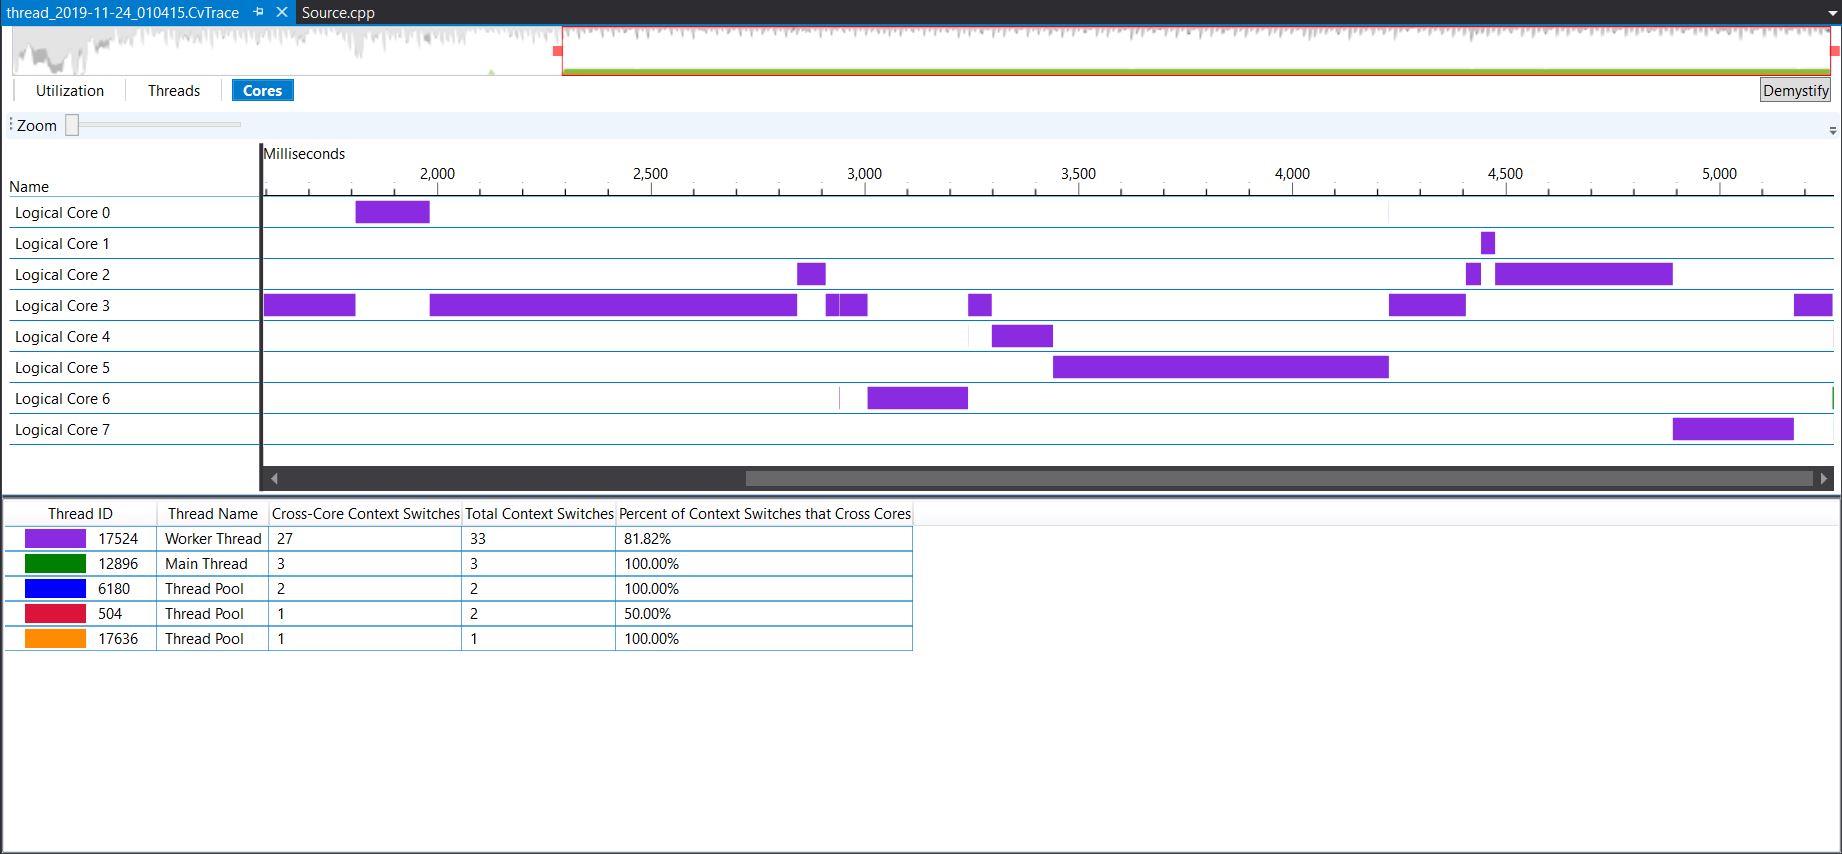 thread_2019-11-24_010415.CvTrace Source.cpp
Utilization Threads Cores Demystify
Zoom
Milliseconds
Name 2,000 2,500 3,000 3,500 4,000 4,500 5,000
Logical Core 0
Logical Core 1
Logical Core 2
Logical Core 3
Logical Core 4
Logical Core 5
Logical Core 6
Logical Core 7
Thread ID Thread Name Cross-Core Context Switches Total Context Switches Percent of Context Switches that Cross Cores
17524 Worker Thread 27 33 81.82%
12896 Main Thread 3 3 100.00%
6180 Thread Pool 2 2 100.00%
504 Thread Pool 1 2 50.00%
17636 Thread Pool 1 1 100.00%